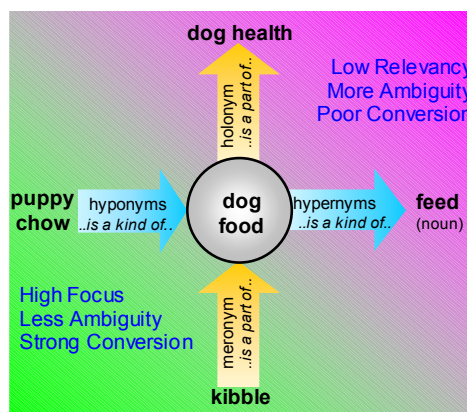 dog health
Low Relevancy
More Ambiguity
Poor Conversion
holonym
..is a part of..
puppy
chow
hyponyms
..is a kind of..
dog
food
hypernyms
..is a kind of..
feed
(noun)
High Focus
Less Ambiguity
Strong Conversion
meronym
..is a part of..
kibble